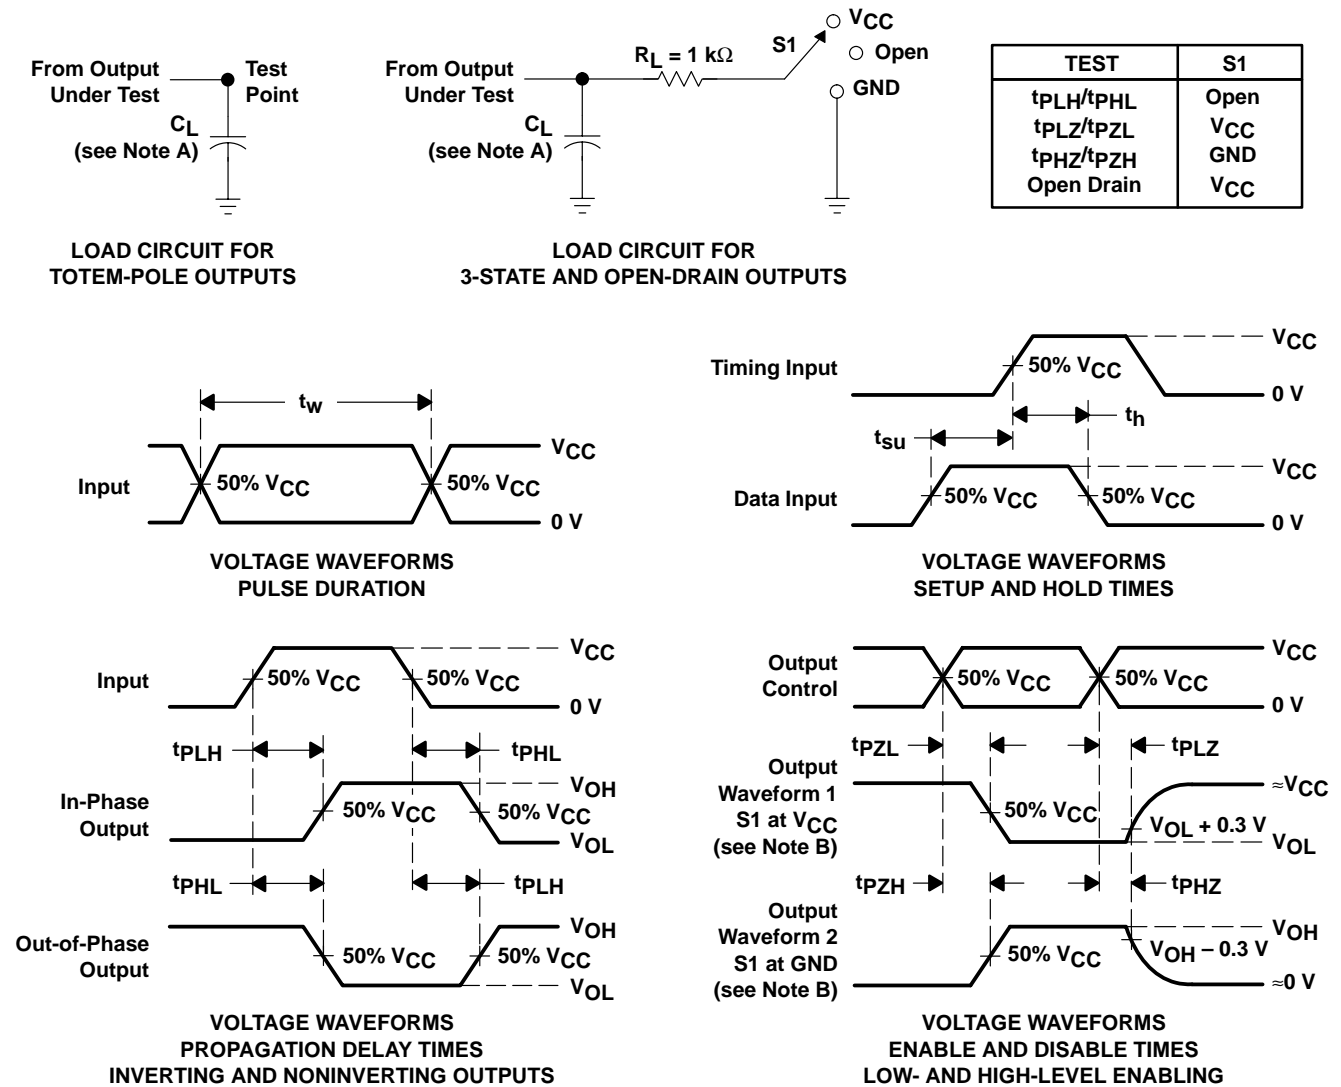 From Output
Under Test
Test
Point
CL
(see Note A)
LOAD CIRCUIT FOR
TOTEM-POLE OUTPUTS
From Output
Under Test
RL = 1 kΩ
S1
VCC
Open
GND
CL
(see Note A)
LOAD CIRCUIT FOR
3-STATE AND OPEN-DRAIN OUTPUTS
TEST S1
tPLH/tPHL Open
tPLZ/tPZL VCC
tPHZ/tPZH GND
Open Drain VCC
tw
Input
50% VCC
50% VCC
VCC
0 V
VOLTAGE WAVEFORMS
PULSE DURATION
Timing Input
50% VCC
VCC
0 V
tsu
th
Data Input
50% VCC
50% VCC
VCC
0 V
VOLTAGE WAVEFORMS
SETUP AND HOLD TIMES
Input
50% VCC
50% VCC
VCC
0 V
tPLH
tPHL
In-Phase
Output
50% VCC
50% VCC
VOH
VOL
tPHL
tPLH
Out-of-Phase
Output
50% VCC
50% VCC
VOH
VOL
VOLTAGE WAVEFORMS
PROPAGATION DELAY TIMES
INVERTING AND NONINVERTING OUTPUTS
Output
Control
50% VCC
50% VCC
VCC
0 V
tPZL
tPLZ
Output
Waveform 1
S1 at VCC
(see Note B)
50% VCC
≈VCC
VOL + 0.3 V
VOL
tPZH
tPHZ
Output
Waveform 2
S1 at GND
(see Note B)
50% VCC
VOH
VOH − 0.3 V
≈0 V
VOLTAGE WAVEFORMS
ENABLE AND DISABLE TIMES
LOW- AND HIGH-LEVEL ENABLING